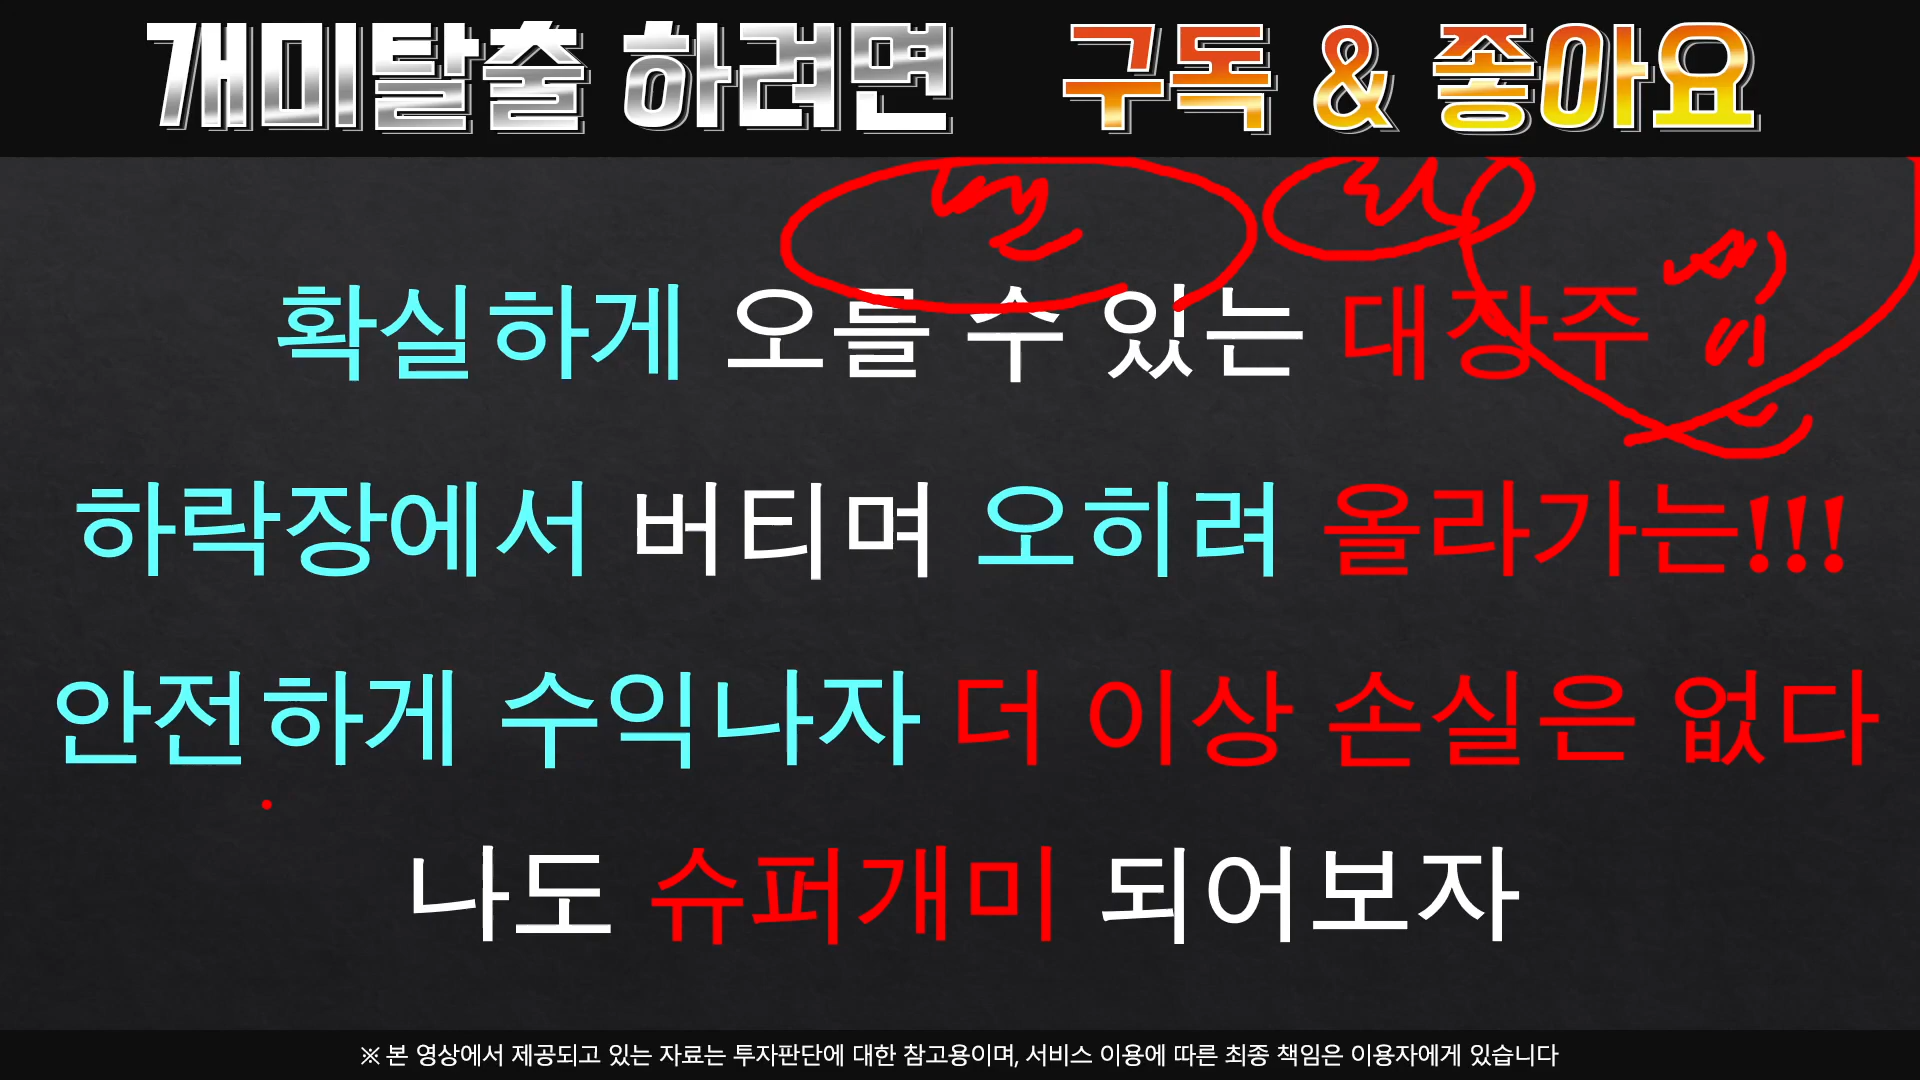 개미탈출 하려면 구독 & 좋아요
확실하게 오를 수 있는 대장주
하락장에서 버티며 오히려 올라가는!!!
안전하게 수익나자 더 이상 손실은 없다
나도 슈퍼개미 되어보자
※ 본 영상에서 제공되고 있는 자료는 투자판단에 대한 참고용이며, 서비스 이용에 따른 최종 책임은 이용자에게 있습니다